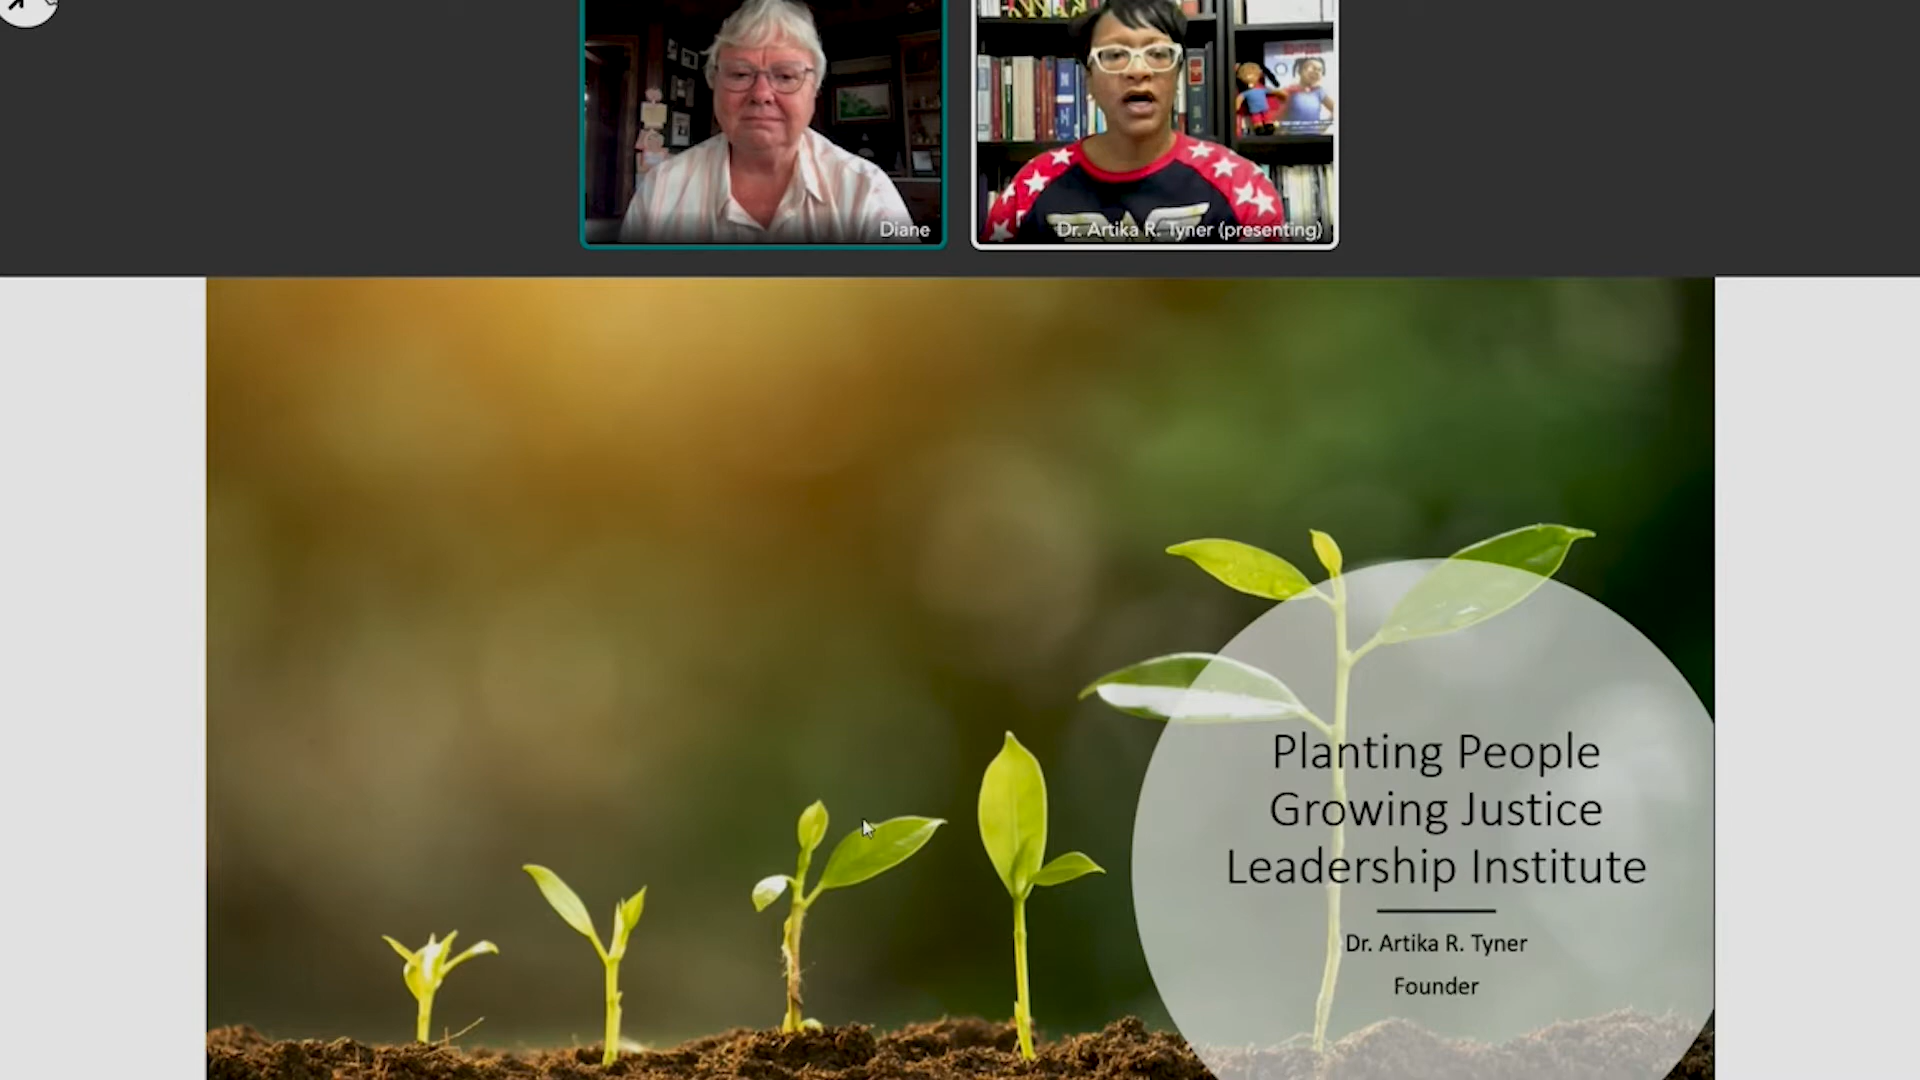 Diane
Dr. Artika R. Tyner (presenting)
Planting People
Growing Justice
Leadership Institute
Dr. Artika R. Tyner
Founder